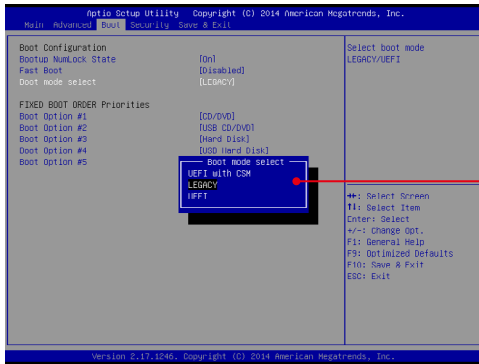 Aptio Setup Utility Copyright (C) 2014 American Megatrends, Inc.
Main Advanced Boot Security Save & Exit
Boot Configuration
Bootup NumLock State [On]
Fast Boot [Disabled]
Boot mode select [LEGACY]
FIXED BOOT ORDER Priorities
Boot Option #1 [CD/DVD]
Boot Option #2 [USB CD/DVD]
Boot Option #3 [Hard Disk]
Boot Option #4 [USB Hard Disk]
Boot Option #5
Boot mode select
UEFI with CSM
LEGACY
UEFI
Select boot mode
LEGACY/UEFI
→←: Select Screen
↑↓: Select Item
Enter: Select
+/-: Change Opt.
F1: General Help
F9: Optimized Defaults
F10: Save & Exit
ESC: Exit
Version 2.17.1246. Copyright (C) 2014 American Megatrends, Inc.